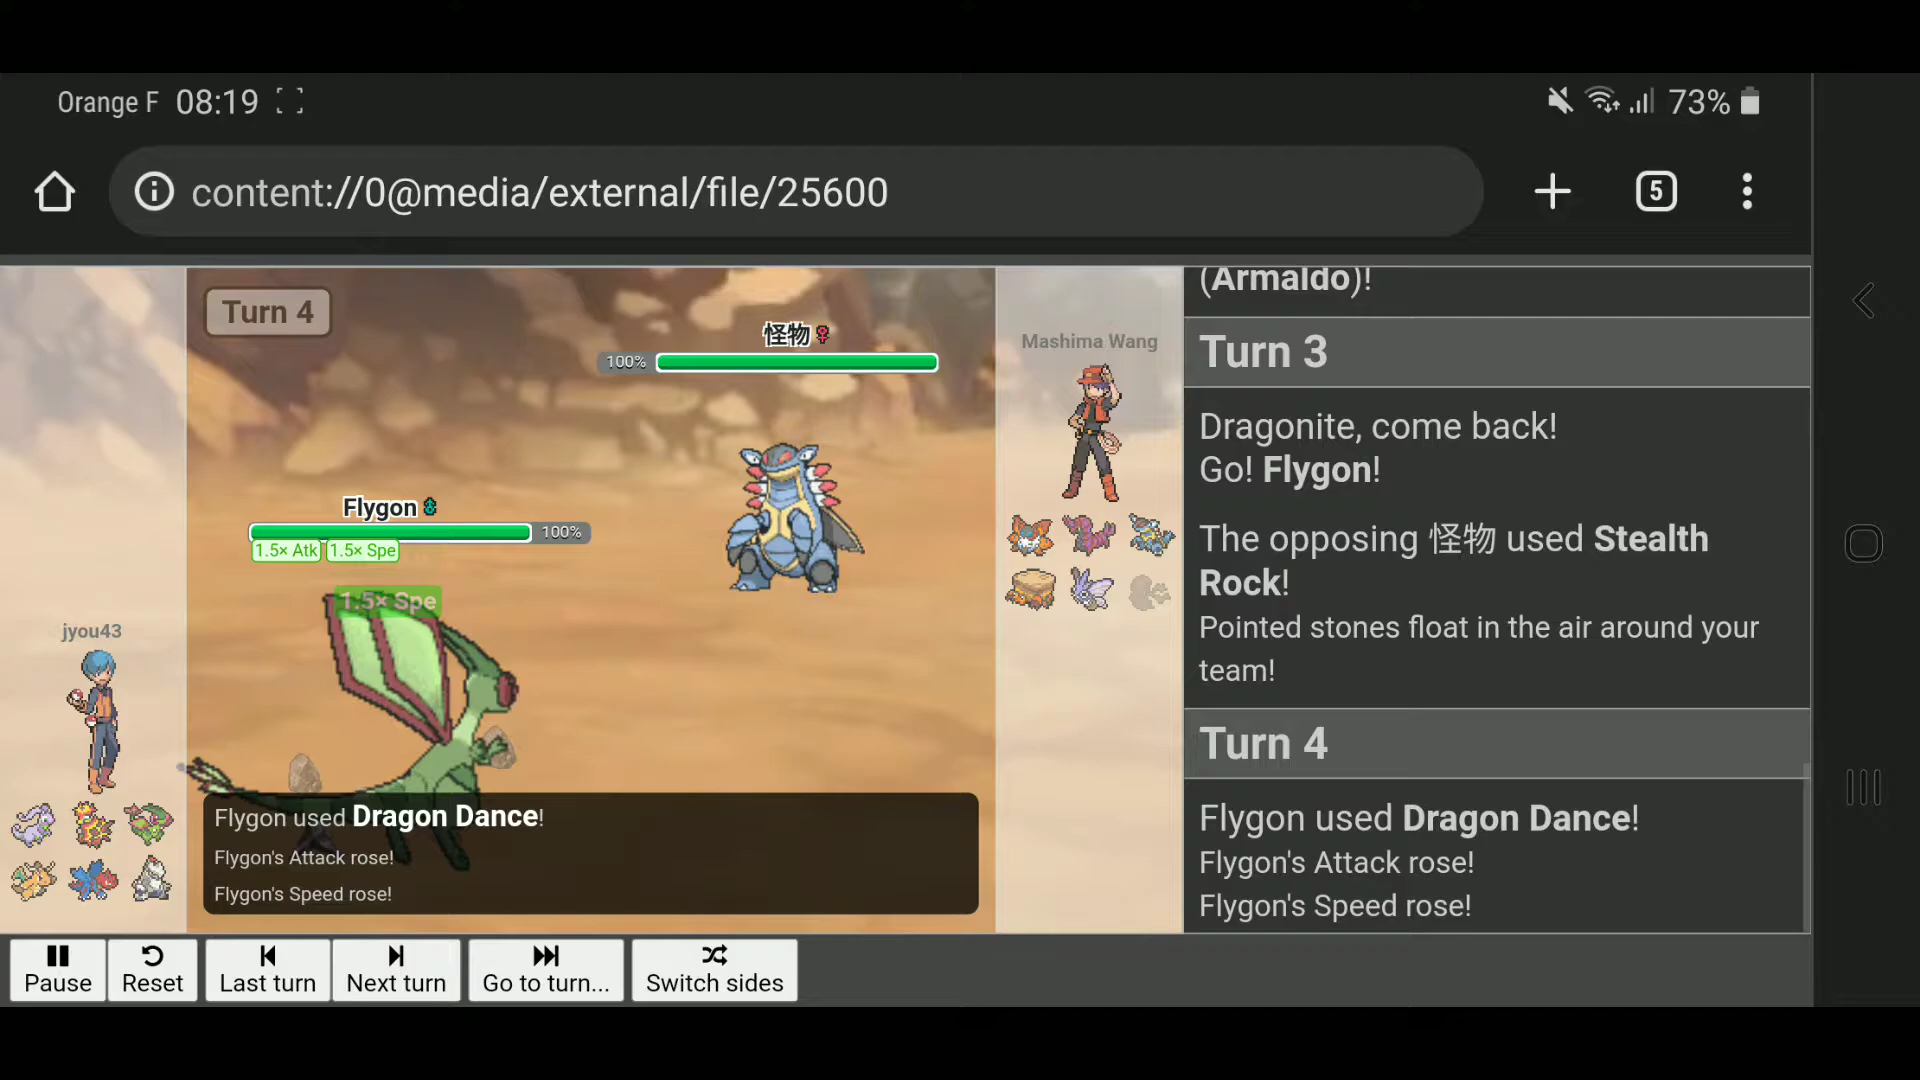 Orange F 08:19
73%
content://0@media/external/file/25600
5
Turn 4
怪物
100%
Flygon
100%
1.5× Atk 1.5× Spe
1.5× Spe
jyou43
Flygon used Dragon Dance!
Flygon's Attack rose!
Flygon's Speed rose!
Mashima Wang
(Armaldo)!
Turn 3
Dragonite, come back!
Go! Flygon!
The opposing 怪物 used Stealth
Rock!
Pointed stones float in the air around your
team!
Turn 4
Flygon used Dragon Dance!
Flygon's Attack rose!
Flygon's Speed rose!
Pause
Reset
Last turn
Next turn
Go to turn...
Switch sides